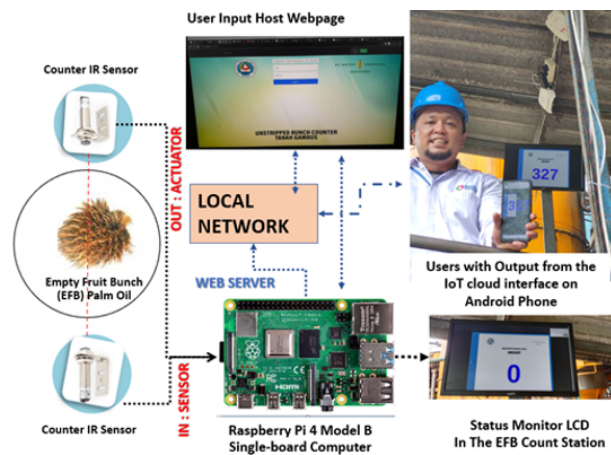 User Input Host Webpage
Counter IR Sensor
UNSTRIPPED BUNCH COUNTER
TANAH GAMBUS
OUT : ACTUATOR
LOCAL
NETWORK
327
3
Empty Fruit Bunch
(EFB) Palm Oil
WEB SERVER
Users with Output from the
IoT cloud interface on
Android Phone
IN : SENSOR
HDMI
0
Counter IR Sensor
Raspberry Pi 4 Model B
Single-board Computer
Status Monitor LCD
In The EFB Count Station